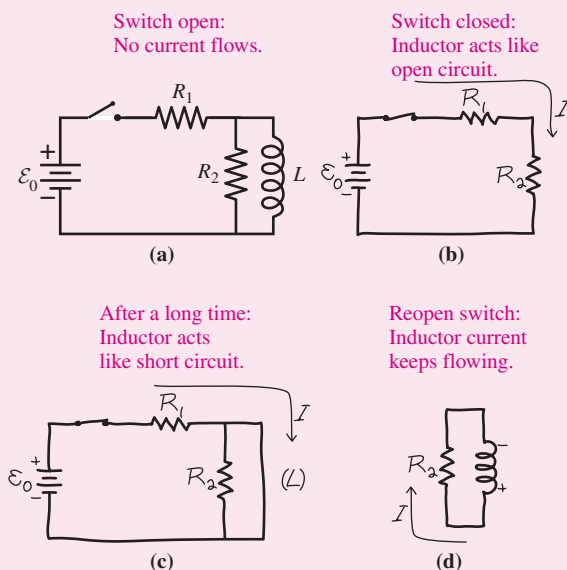 Switch open:
No current flows.
R₁
+
ℰ₀
−
R₂
L
(a)
Switch closed:
Inductor acts like
open circuit.
I
R₁
+
ℰ₀
−
R₂
(b)
After a long time:
Inductor acts
like short circuit.
I
R₁
+
ℰ₀
−
R₂
(L)
(c)
Reopen switch:
Inductor current
keeps flowing.
−
R₂
+
I
(d)